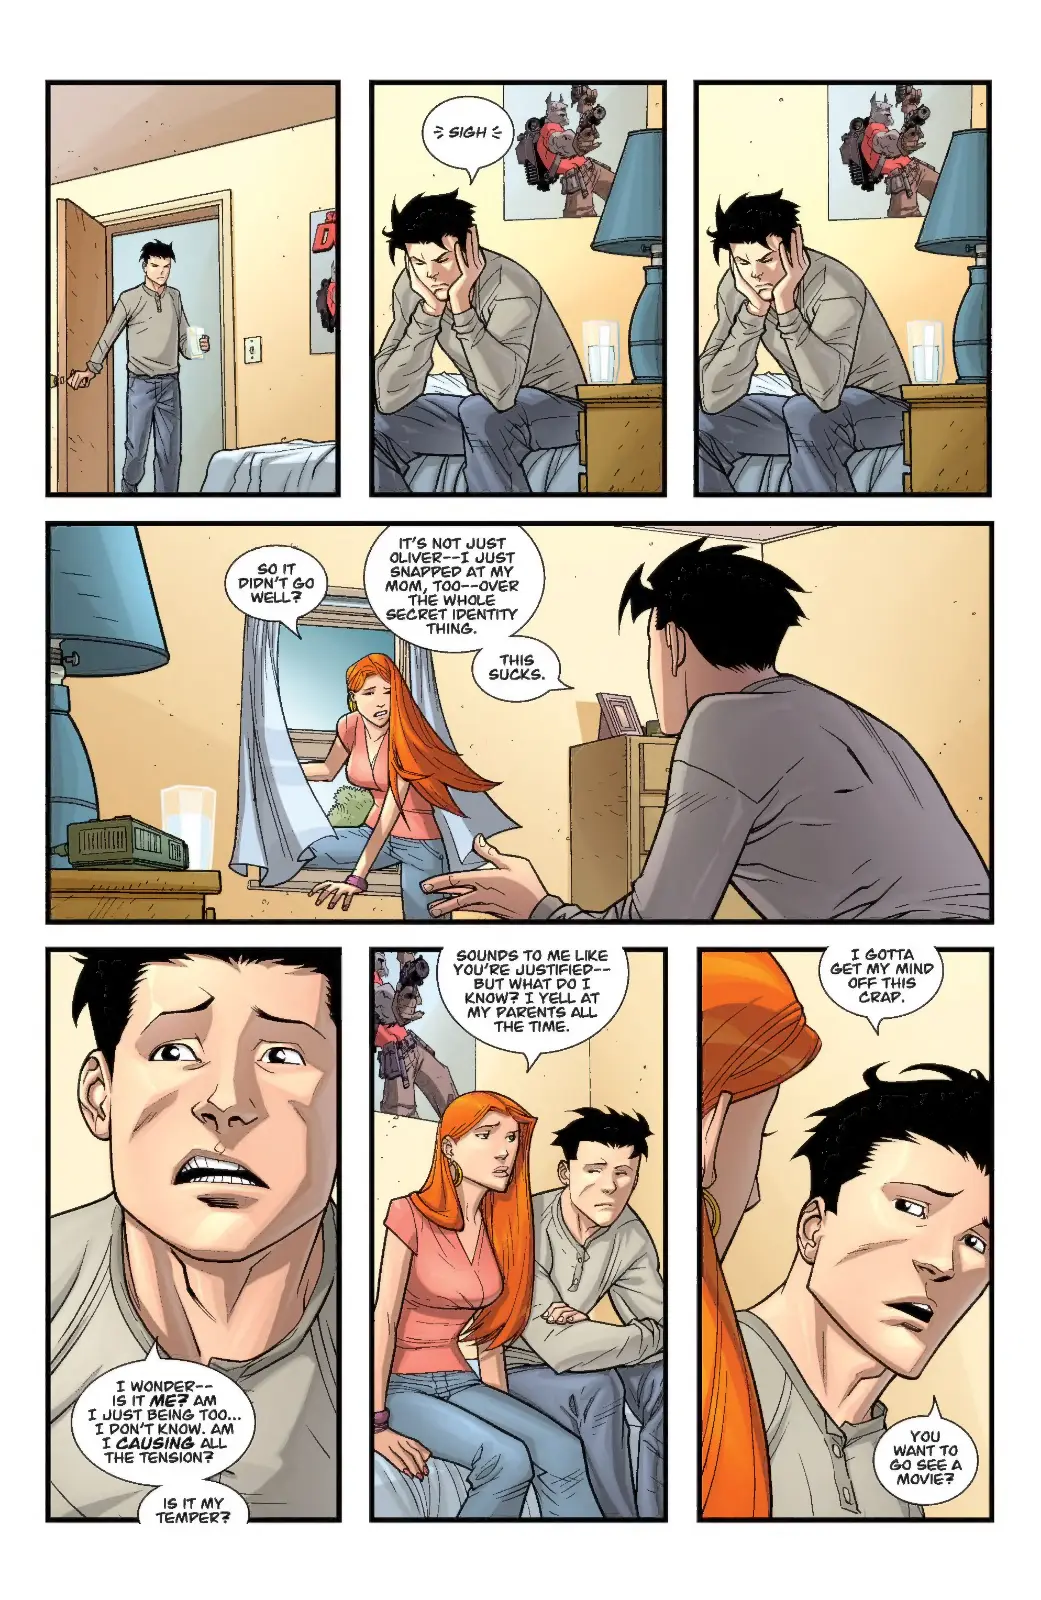 SIGH
SO IT
DIDN'T GO
WELL?
IT'S NOT JUST
OLIVER--I JUST
SNAPPED AT MY
MOM, TOO--OVER
THE WHOLE
SECRET IDENTITY
THING.
THIS
SUCKS.
I WONDER--
IS IT ME? AM
I JUST BEING TOO...
I DON'T KNOW. AM
I CAUSING ALL
THE TENSION?
IS IT MY
TEMPER?
SOUNDS TO ME LIKE
YOU'RE JUSTIFIED--
BUT WHAT DO I
KNOW? I YELL AT
MY PARENTS ALL
THE TIME.
I GOTTA
GET MY MIND
OFF THIS
CRAP.
YOU
WANT TO
GO SEE A
MOVIE?